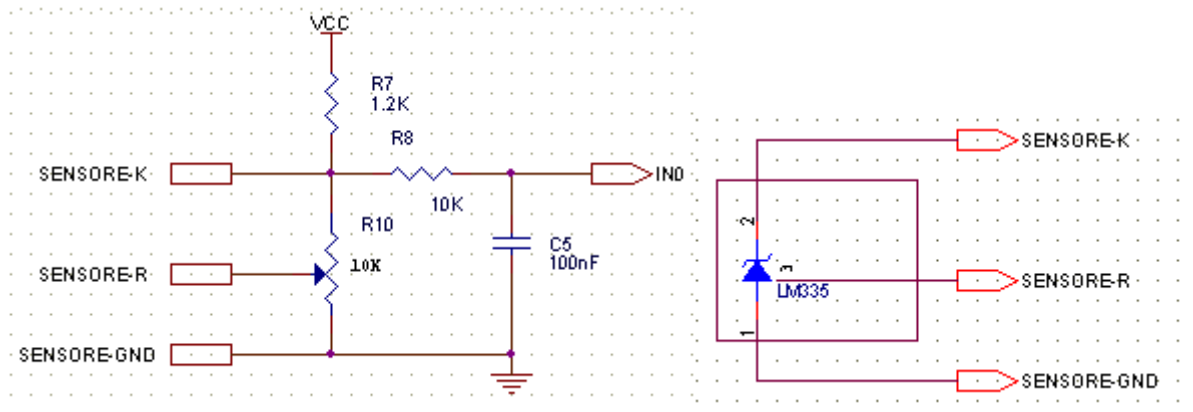 VCC
R7
1.2K
R8
SENSORE-K
IN0
10K
R10
10K
C5
100nF
SENSORE-R
SENSORE-GND
SENSORE-K
2
3
LM335
SENSORE-R
1
SENSORE-GND